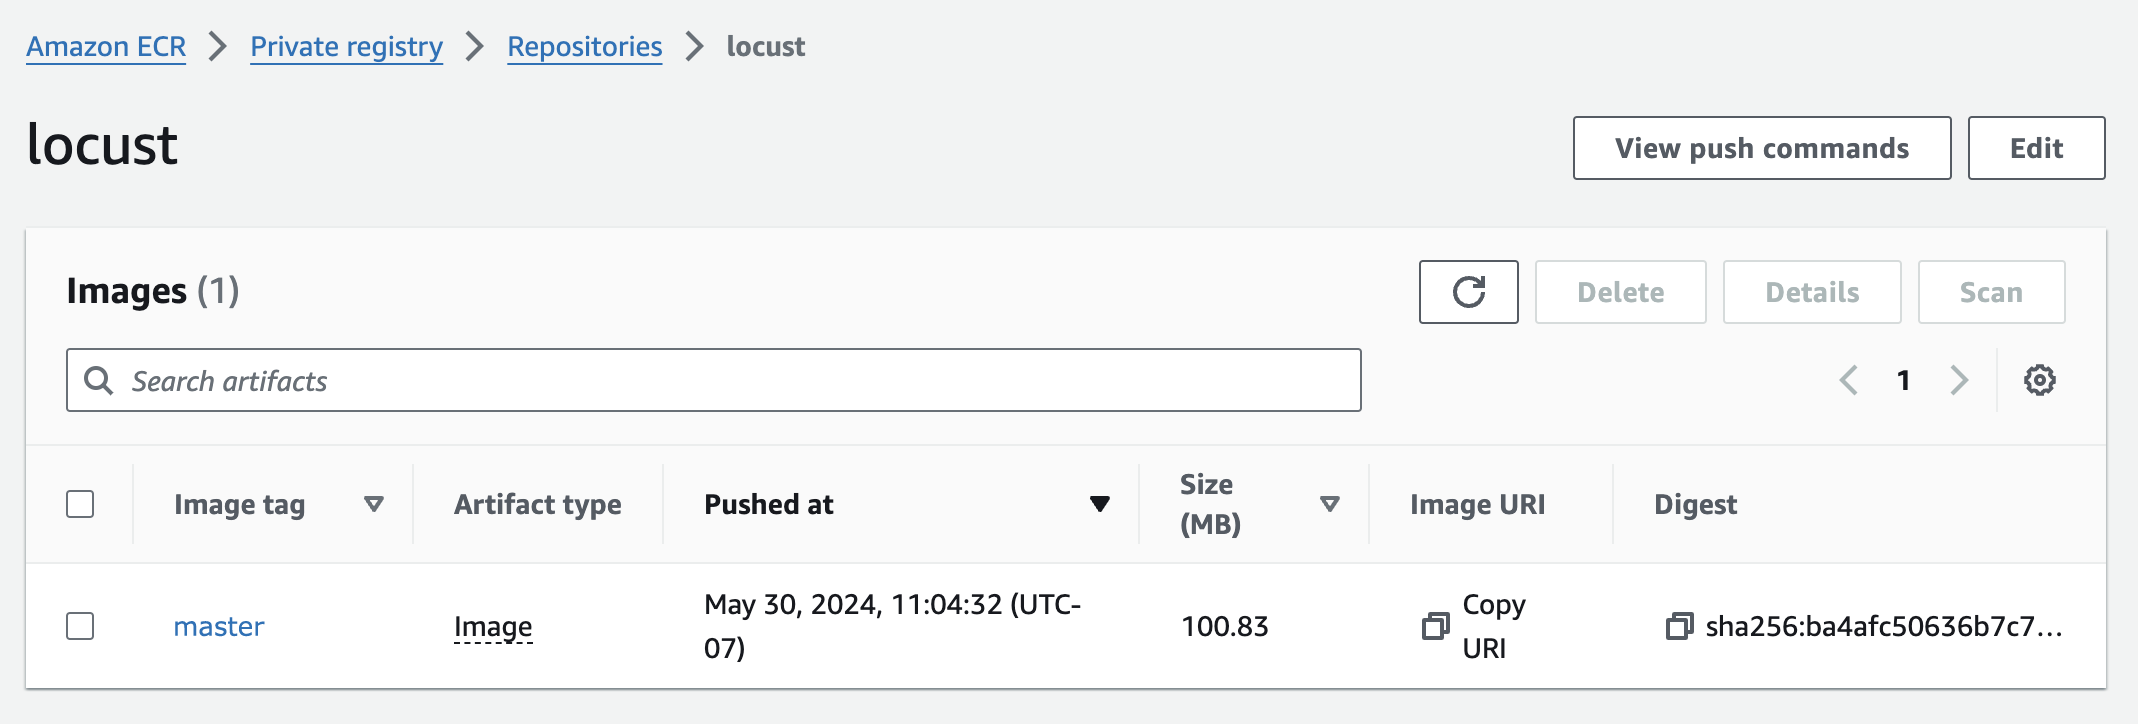 Amazon ECR > Private registry > Repositories > locust
locust
View push commands
Edit
Images (1)
Delete
Details
Scan
Search artifacts
1
Image tag
Artifact type
Pushed at
Size
(MB)
Image URI
Digest
master
Image
May 30, 2024, 11:04:32 (UTC-
07)
100.83
Copy
URI
sha256:ba4afc50636b7c7...